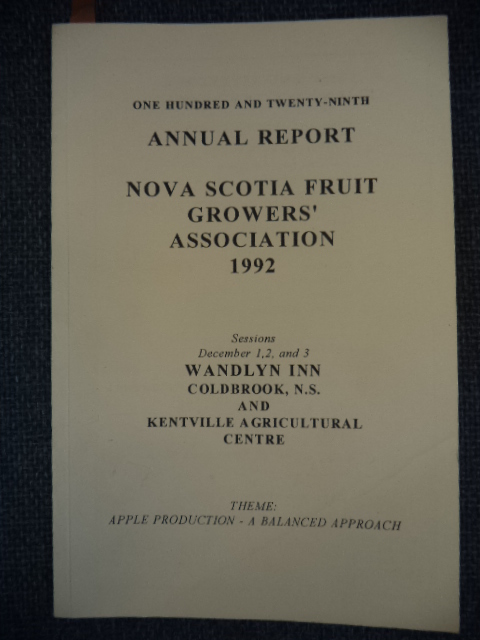 ONE HUNDRED AND TWENTY-NINTH
ANNUAL REPORT
NOVA SCOTIA FRUIT
GROWERS'
ASSOCIATION
1992
Sessions
December 1,2, and 3
WANDLYN INN
COLDBROOK, N.S.
AND
KENTVILLE AGRICULTURAL
CENTRE
THEME:
APPLE PRODUCTION - A BALANCED APPROACH